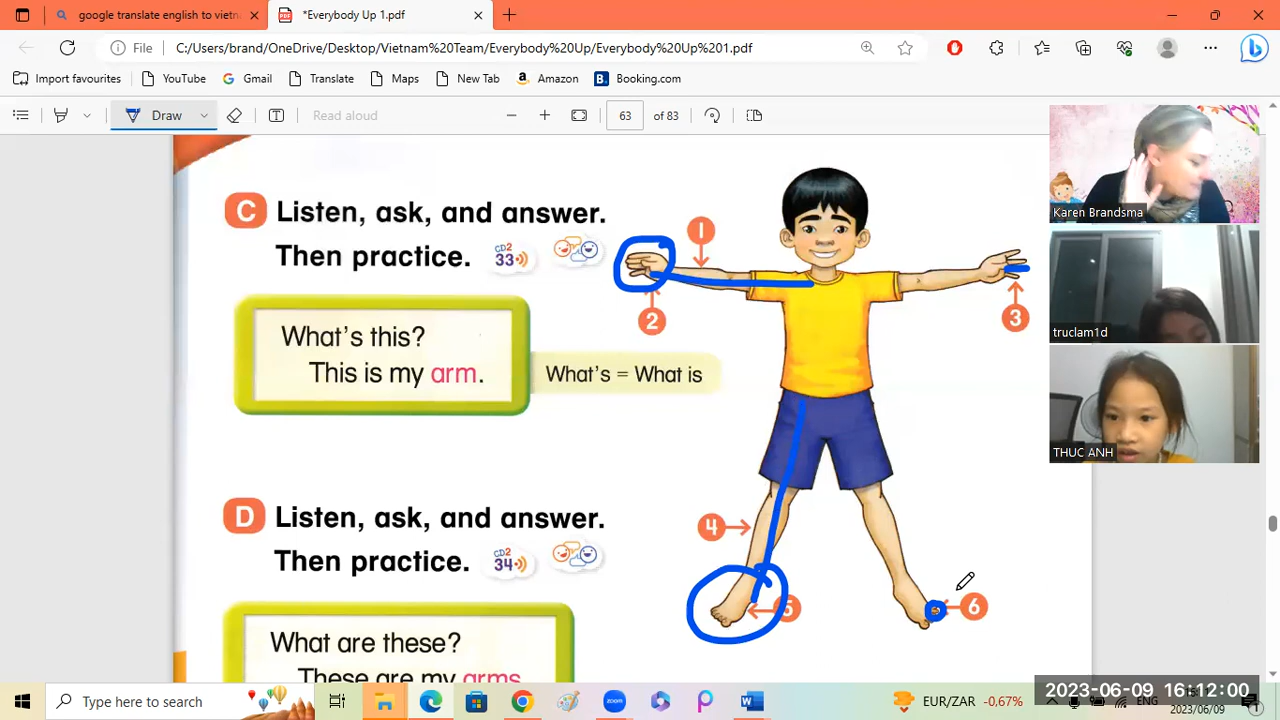 google translate english to vietn
*Everybody Up 1.pdf
File
C:/Users/brand/OneDrive/Desktop/Vietnam%20Team/Everybody%20Up/Everybody%20Up%201.pdf
Import favourites
YouTube
Gmail
Translate
Maps
New Tab
Amazon
B.
Booking.com
Draw
Read aloud
63
of 83
C Listen, ask, and answer.
Then practice.
CD2
33
What's this?
This is my arm.
What's = What is
1
2
3
4
5
6
D Listen, ask, and answer.
Then practice.
CD2
34
What are these?
These are my arms
Karen Brandsma
truclam1d
THUC ANH
Type here to search
zoom
EUR/ZAR -0,67%
ENG
2023-06-09 16:12:00
2023/06/09